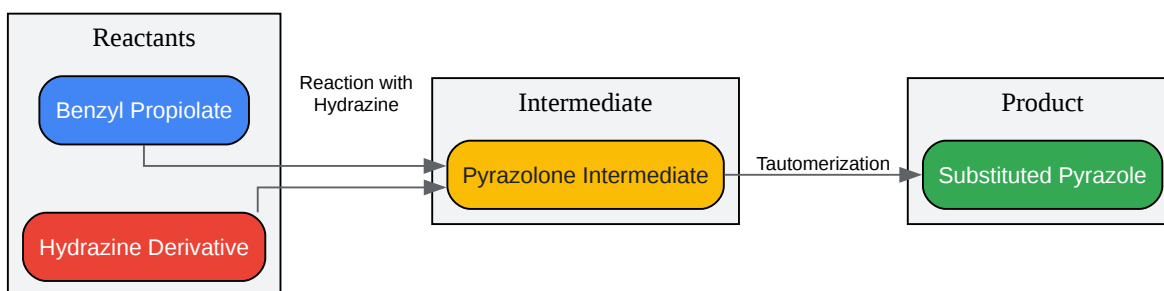 Reactants
Benzyl Propiolate
Hydrazine Derivative
Reaction with
Hydrazine
Intermediate
Pyrazolone Intermediate
Tautomerization
Product
Substituted Pyrazole